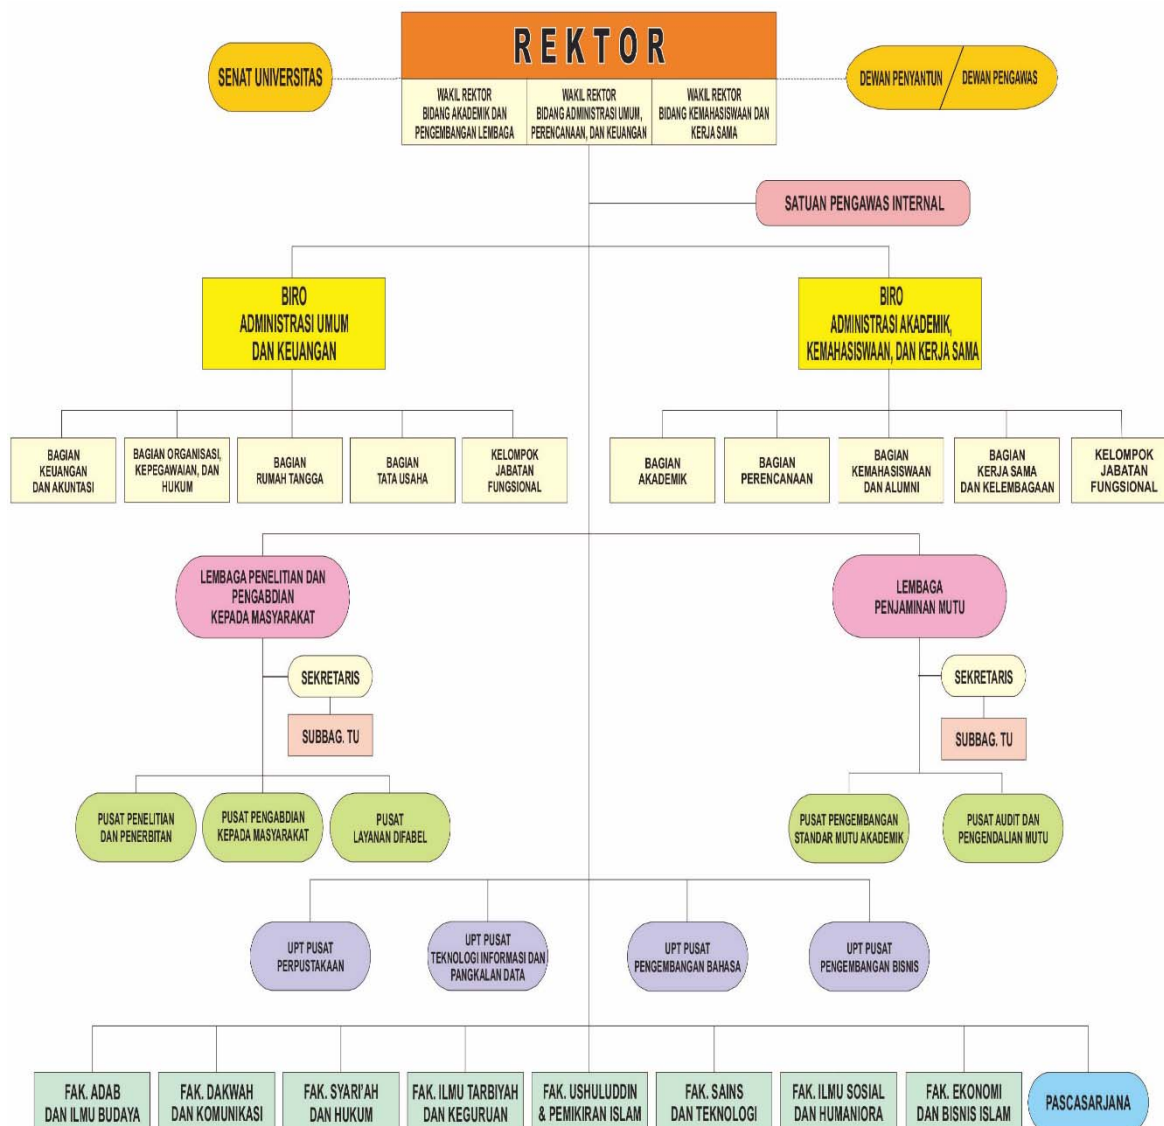 REKTOR
SENAT UNIVERSITAS
DEWAN PENYANTUN
DEWAN PENGAWAS
WAKIL REKTOR
BIDANG AKADEMIK DAN
PENGEMBANGAN LEMBAGA
WAKIL REKTOR
BIDANG ADMINISTRASI UMUM,
PERENCANAAN, DAN KEUANGAN
WAKIL REKTOR
BIDANG KEMAHASISWAAN DAN
KERJA SAMA
SATUAN PENGAWAS INTERNAL
BIRO
ADMINISTRASI UMUM
DAN KEUANGAN
BIRO
ADMINISTRASI AKADEMIK,
KEMAHASISWAAN, DAN KERJA SAMA
BAGIAN
KEUANGAN
DAN AKUNTASI
BAGIAN ORGANISASI,
KEPEGAWAIAN, DAN
HUKUM
BAGIAN
RUMAH TANGGA
BAGIAN
TATA USAHA
KELOMPOK
JABATAN
FUNGSIONAL
BAGIAN
AKADEMIK
BAGIAN
PERENCANAAN
BAGIAN
KEMAHASISWAAN
DAN ALUMNI
BAGIAN
KERJA SAMA
DAN KELEMBAGAAN
KELOMPOK
JABATAN
FUNGSIONAL
LEMBAGA PENELITIAN DAN
PENGABDIAN
KEPADA MASYARAKAT
LEMBAGA
PENJAMINAN MUTU
SEKRETARIS
SUBBAG. TU
SEKRETARIS
SUBBAG. TU
PUSAT PENELITIAN
DAN PENERBITAN
PUSAT PENGABDIAN
KEPADA MASYARAKAT
PUSAT
LAYANAN DIFABEL
PUSAT PENGEMBANGAN
STANDAR MUTU AKADEMIK
PUSAT AUDIT DAN
PENGENDALIAN MUTU
UPT PUSAT
PERPUSTAKAAN
UPT PUSAT
TEKNOLOGI INFORMASI DAN
PANGKALAN DATA
UPT PUSAT
PENGEMBANGAN BAHASA
UPT PUSAT
PENGEMBANGAN BISNIS
FAK. ADAB
DAN ILMU BUDAYA
FAK. DAKWAH
DAN KOMUNIKASI
FAK. SYARI'AH
DAN HUKUM
FAK. ILMU TARBIYAH
DAN KEGURUAN
FAK. USHULUDDIN
& PEMIKIRAN ISLAM
FAK. SAINS
DAN TEKNOLOGI
FAK. ILMU SOSIAL
DAN HUMANIORA
FAK. EKONOMI
DAN BISNIS ISLAM
PASCASARJANA